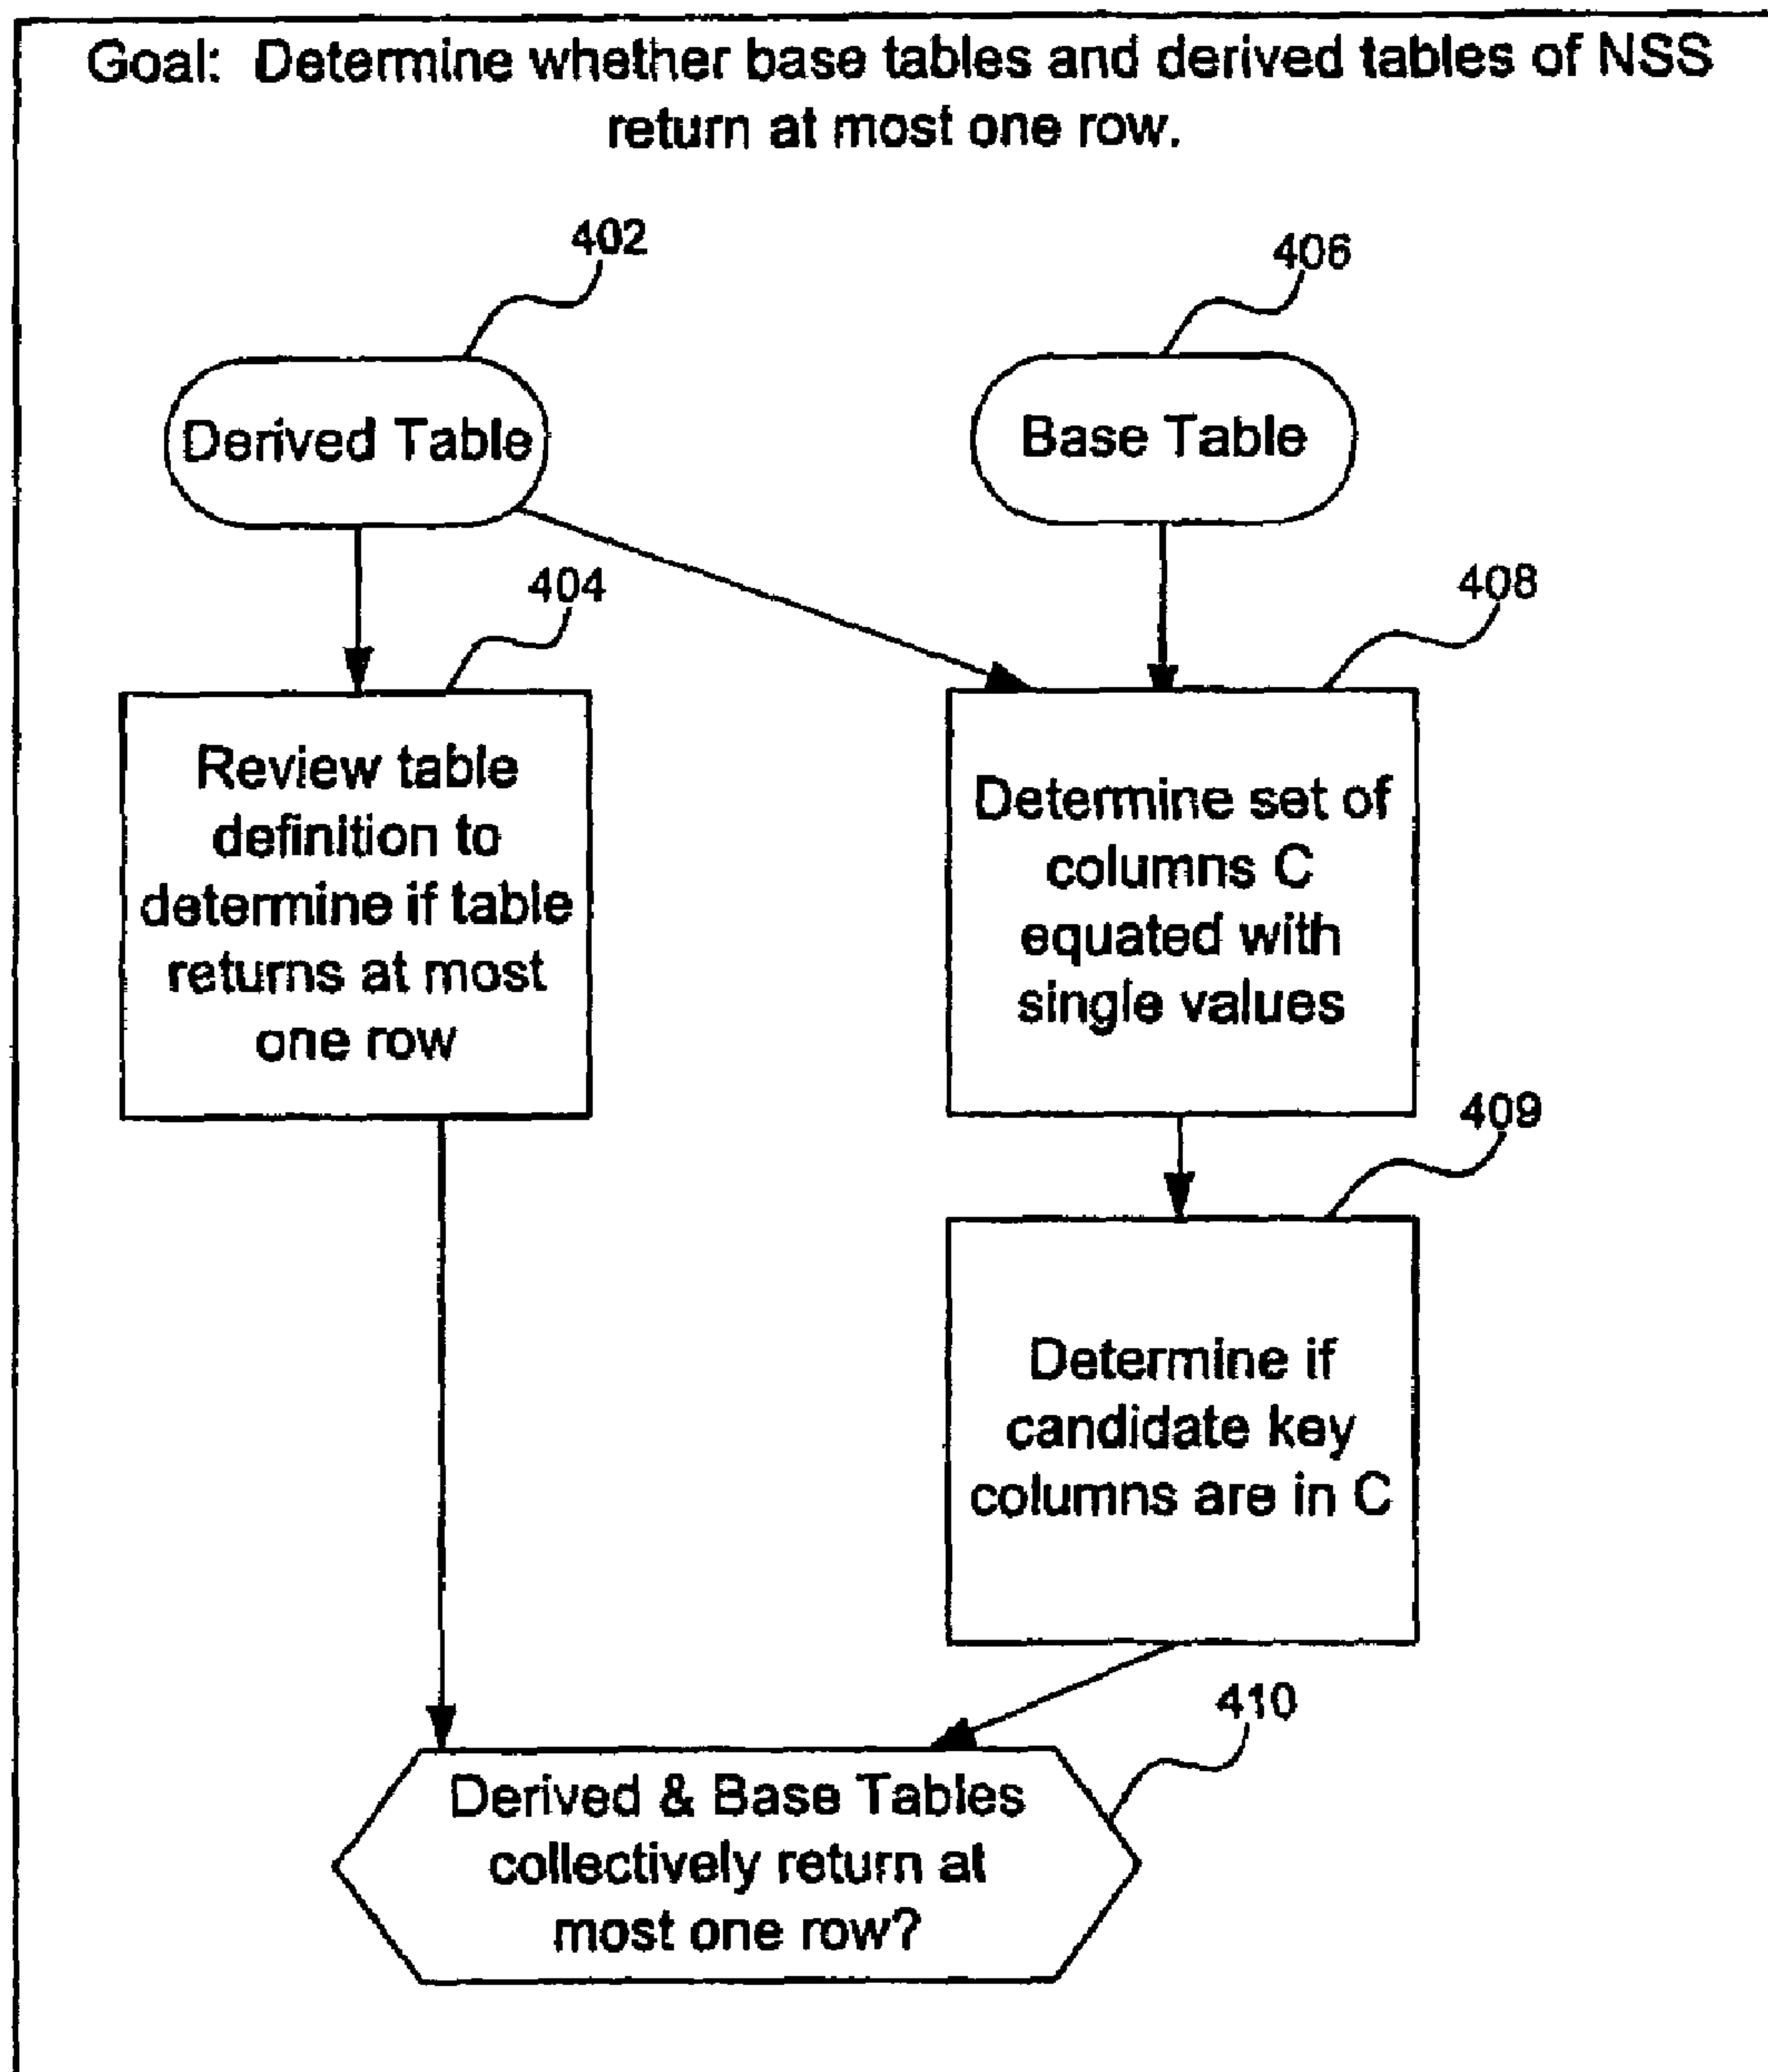 Goal: Determine whether base tables and derived tables of NSS
return at most one row.
402
406
Derived Table
Base Table
404
408
Review table
definition to
determine if table
returns at most
one row
Determine set of
columns C
equated with
single values
409
Determine if
candidate key
columns are in C
410
Derived & Base Tables
collectively return at
most one row?